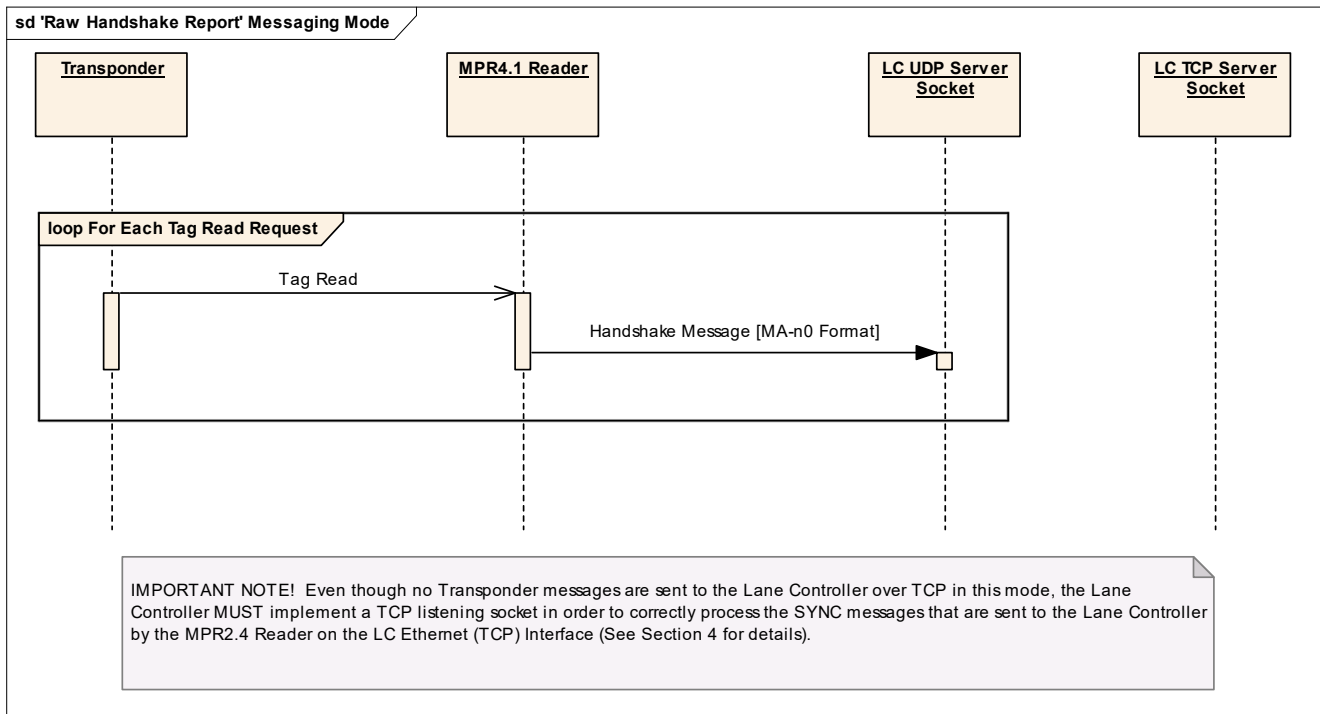 sd 'Raw Handshake Report' Messaging Mode
Transponder
MPR4.1 Reader
LC UDP Server
Socket
LC TCP Server
Socket
loop For Each Tag Read Request
Tag Read
Handshake Message [MA-n0 Format]
IMPORTANT NOTE! Even though no Transponder messages are sent to the Lane Controller over TCP in this mode, the Lane
Controller MUST implement a TCP listening socket in order to correctly process the SYNC messages that are sent to the Lane Controller
by the MPR2.4 Reader on the LC Ethernet (TCP) Interface (See Section 4 for details).